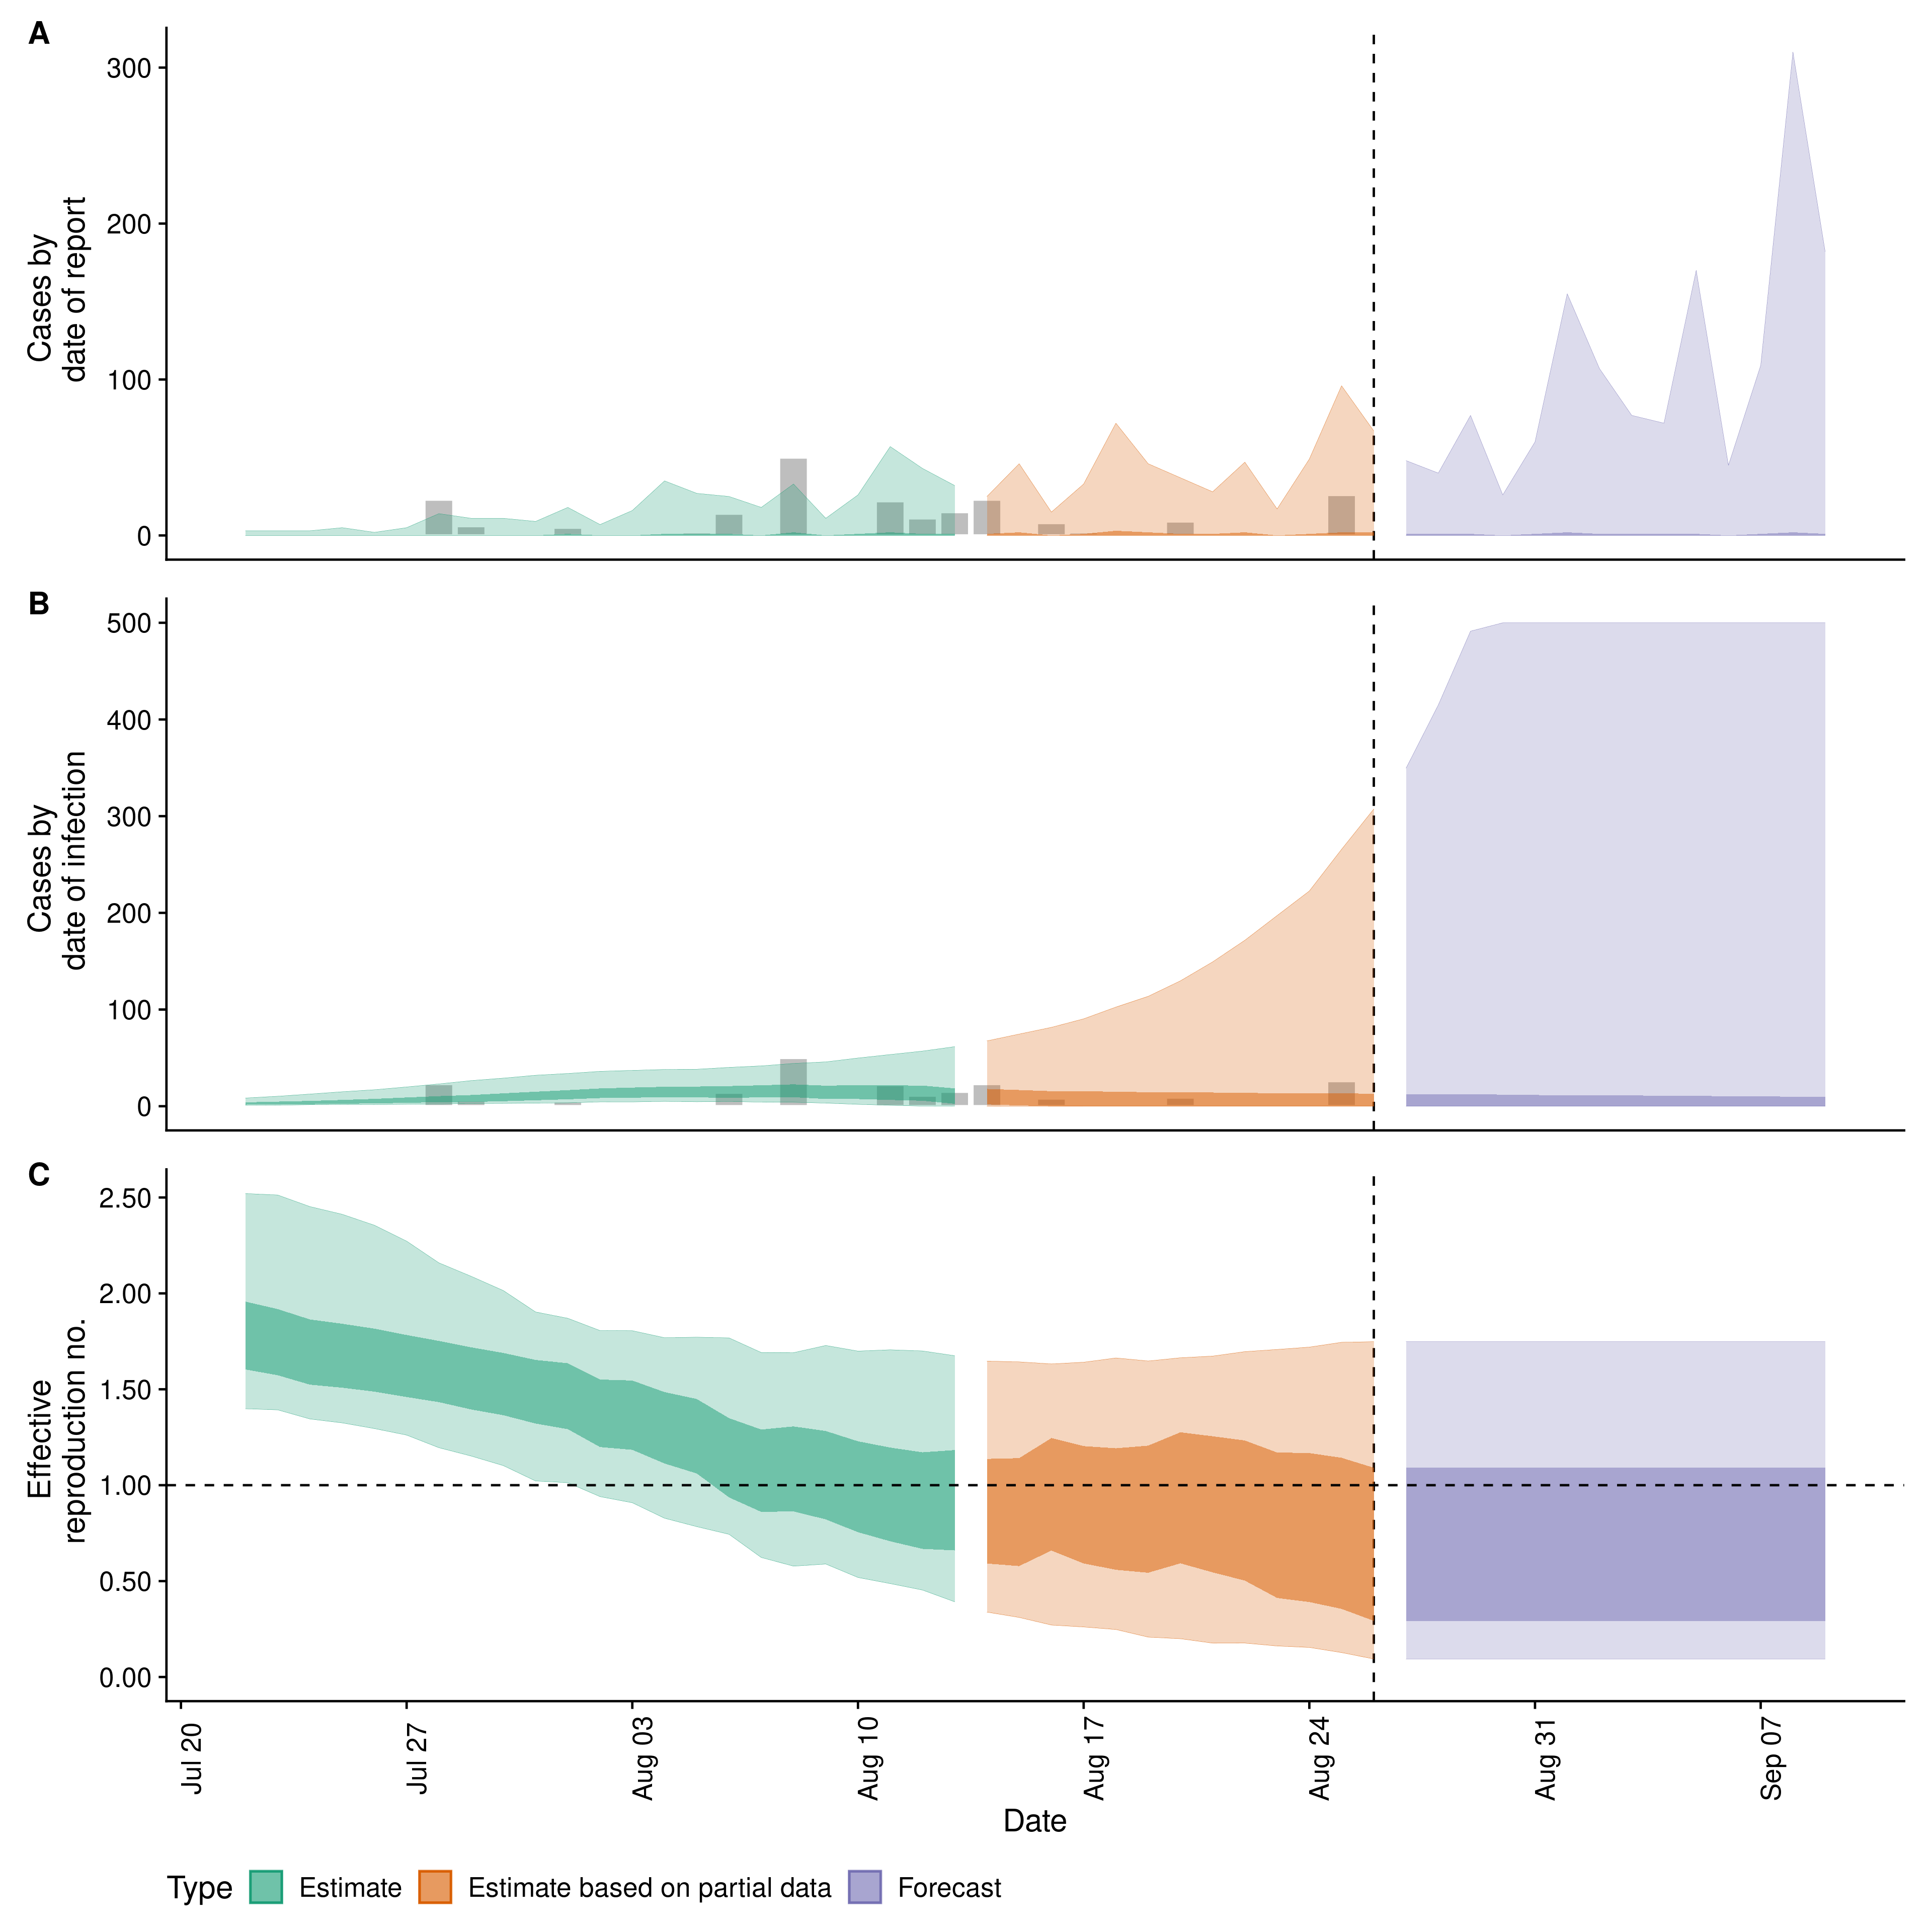 A
Cases by
date of report
300
200
100
0
B
Cases by
date of infection
500
400
300
200
100
0
C
Effective
reproduction no.
2.50
2.00
1.50
1.00
0.50
0.00
Jul 20
Jul 27
Aug 03
Aug 10
Aug 17
Aug 24
Aug 31
Sep 07
Date
Type Estimate Estimate based on partial data Forecast